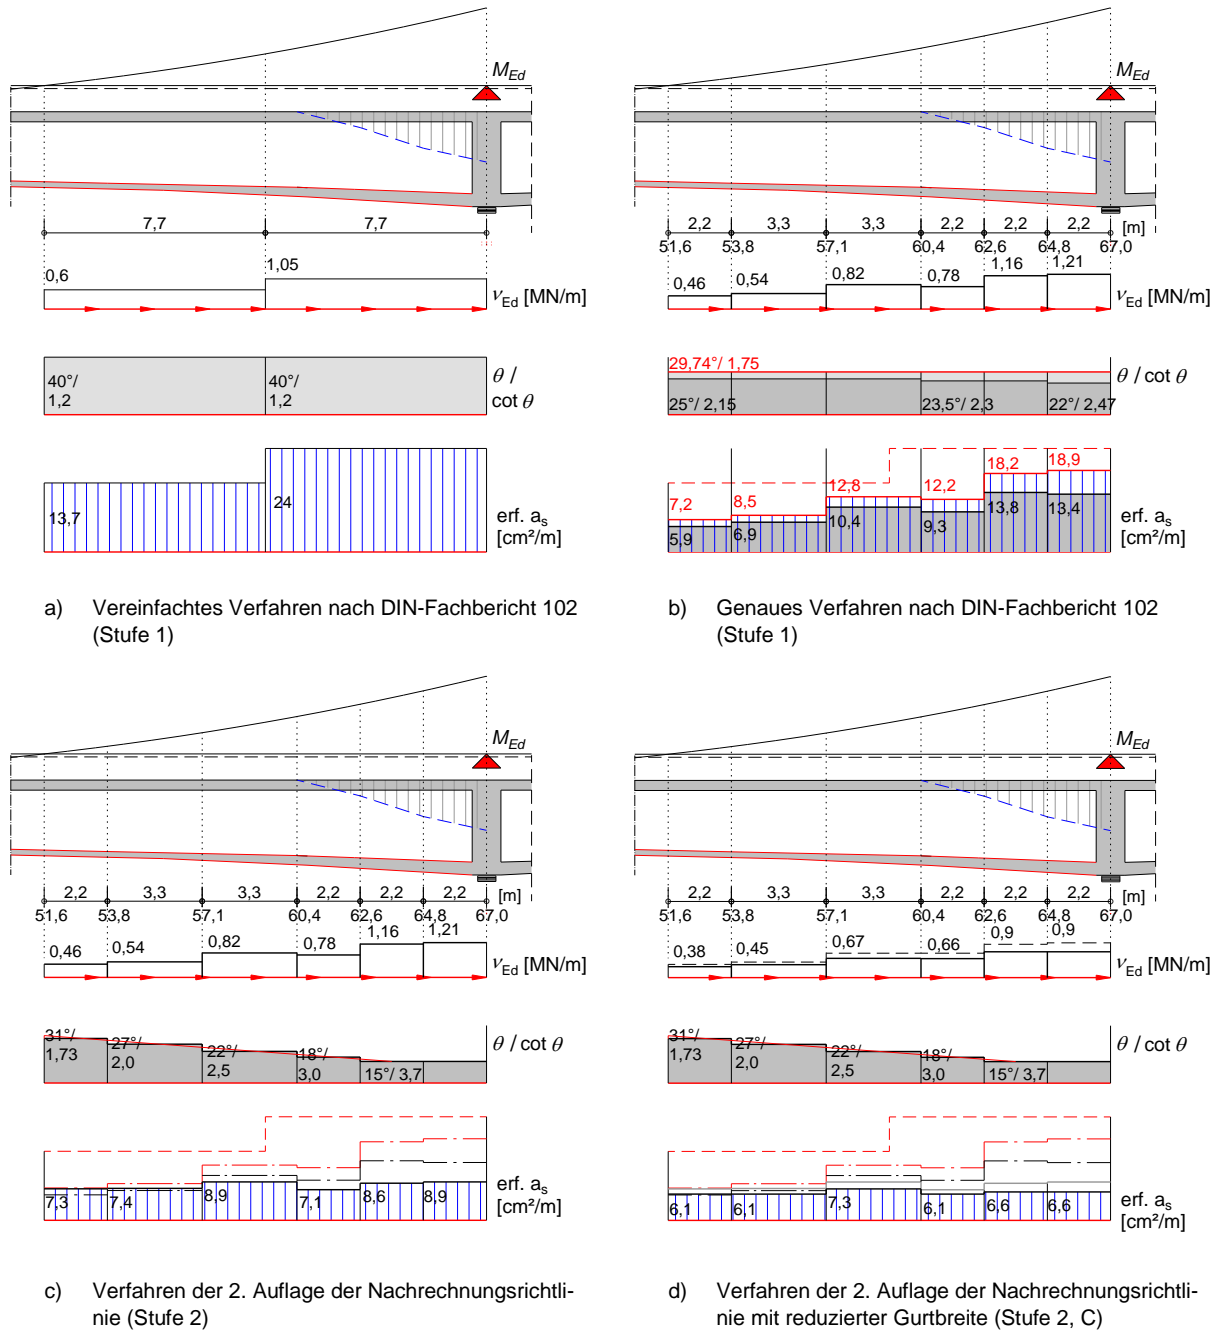 M_Ed
7,7
7,7
0,6
1,05
ν_Ed [MN/m]
40°/
1,2
40°/
1,2
θ /
cot θ
13,7
24
erf. a_s
[cm²/m]
a) Vereinfachtes Verfahren nach DIN-Fachbericht 102
(Stufe 1)
M_Ed
2,2 3,3 3,3 2,2 2,2 2,2 [m]
51,6 53,8 57,1 60,4 62,6 64,8 67,0
0,46 0,54 0,82 0,78 1,16 1,21
ν_Ed [MN/m]
29,74°/ 1,75
25°/ 2,15 23,5°/ 2,3 22°/ 2,47
θ / cot θ
7,2 8,5 12,8 12,2 18,2 18,9
5,9 6,9 10,4 9,3 13,8 13,4
erf. a_s
[cm²/m]
b) Genaues Verfahren nach DIN-Fachbericht 102
(Stufe 1)
M_Ed
2,2 3,3 3,3 2,2 2,2 2,2 [m]
51,6 53,8 57,1 60,4 62,6 64,8 67,0
0,46 0,54 0,82 0,78 1,16 1,21
ν_Ed [MN/m]
31°/
1,73
27°/
2,0
22°/
2,5
18°/
3,0
15°/ 3,7
θ / cot θ
7,3 7,4 8,9 7,1 8,6 8,9
erf. a_s
[cm²/m]
c) Verfahren der 2. Auflage der Nachrechnungsrichtli-
nie (Stufe 2)
M_Ed
2,2 3,3 3,3 2,2 2,2 2,2 [m]
51,6 53,8 57,1 60,4 62,6 64,8 67,0
0,38 0,45 0,67 0,66 0,9 0,9
ν_Ed [MN/m]
31°/
1,73
27°/
2,0
22°/
2,5
18°/
3,0
15°/ 3,7
θ / cot θ
6,1 6,1 7,3 6,1 6,6 6,6
erf. a_s
[cm²/m]
d) Verfahren der 2. Auflage der Nachrechnungsrichtli-
nie mit reduzierter Gurtbreite (Stufe 2, C)